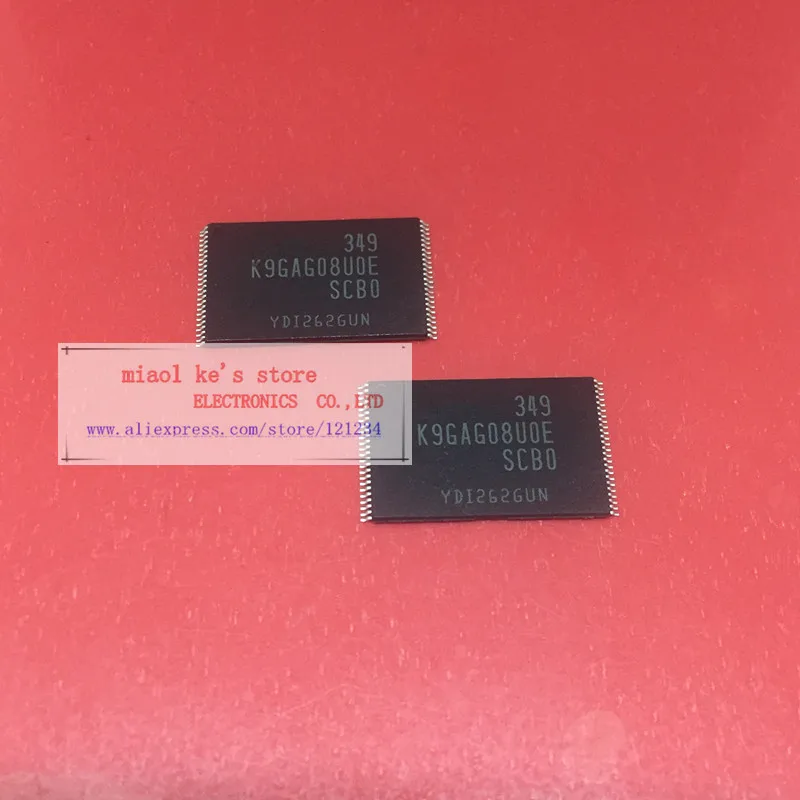 349
K9GAG08U0E
SCB0
YDI262GUN
miaol ke's store
ELECTRONICS CO.,LTD
www.aliexpress.com/store/121234
349
K9GAG08U0E
SCB0
YDI262GUN